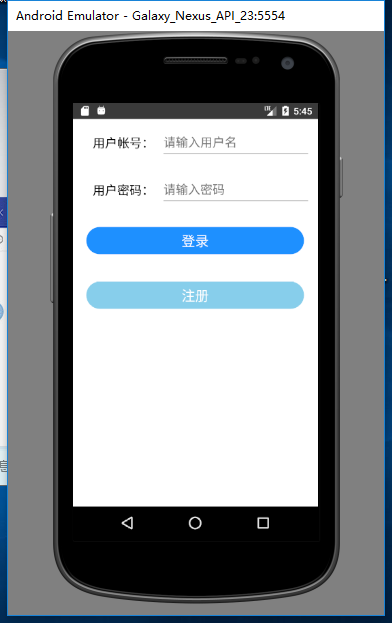 Android Emulator - Galaxy_Nexus_API_23:5554
5:45
用户帐号： 请输入用户名
用户密码： 请输入密码
登录
注册